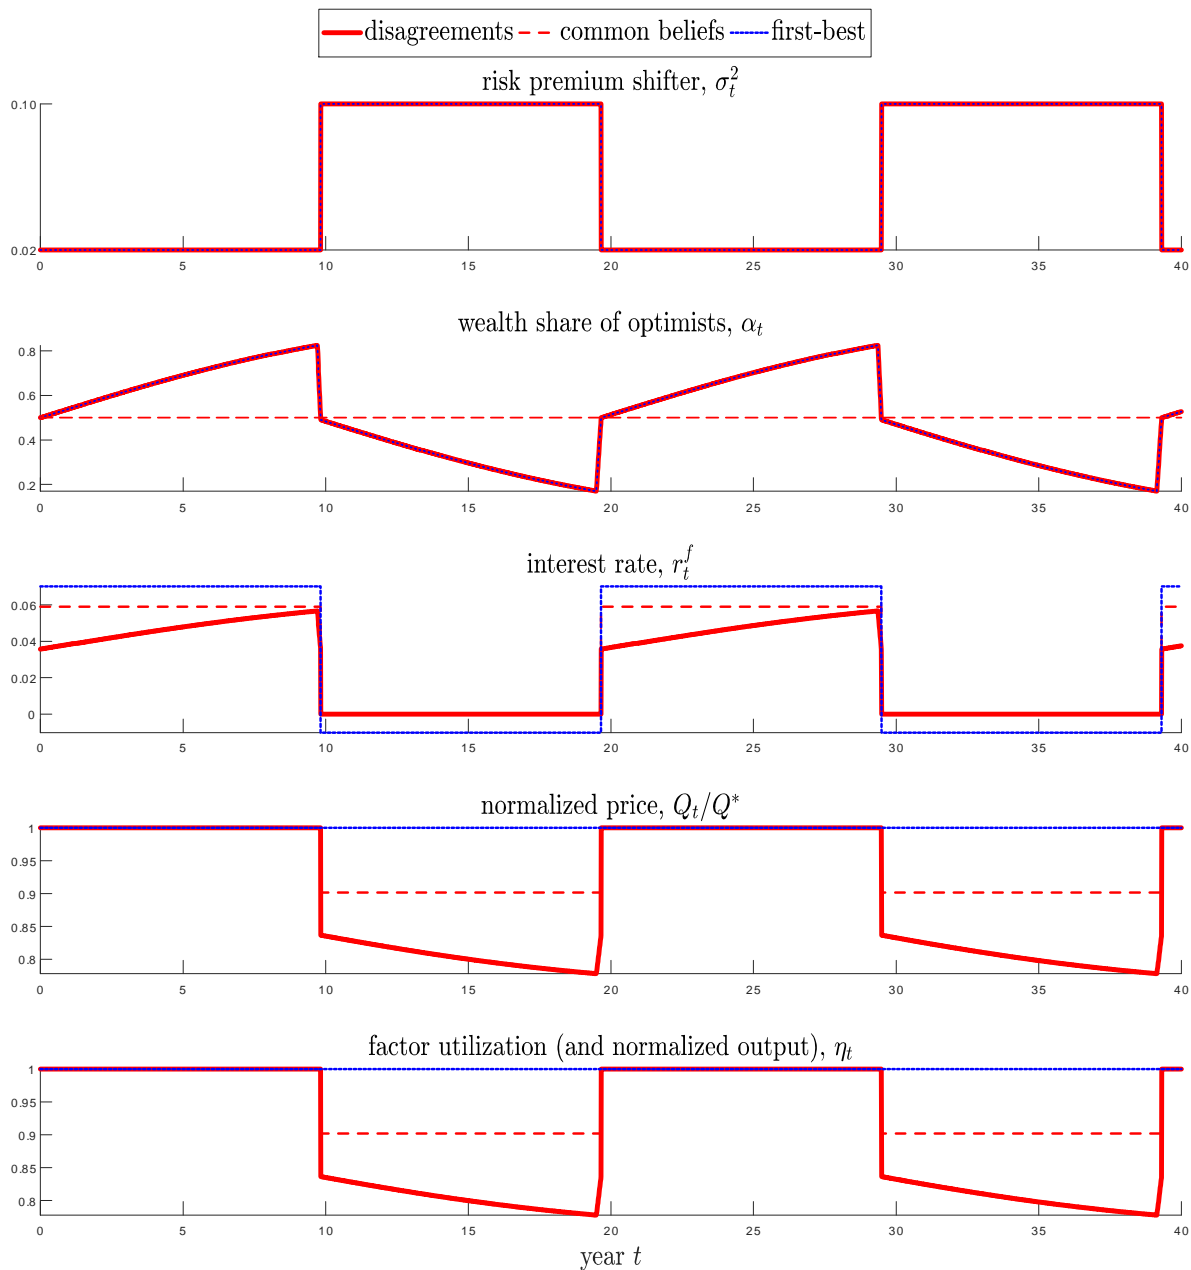 disagreements common beliefs first-best
risk premium shifter, σ_t^2
0.10
0.02
0 5 10 15 20 25 30 35 40
wealth share of optimists, α_t
0.8
0.6
0.4
0.2
0 5 10 15 20 25 30 35 40
interest rate, r_t^f
0.06
0.04
0.02
0
0 5 10 15 20 25 30 35 40
normalized price, Q_t/Q*
1
0.95
0.9
0.85
0.8
0 5 10 15 20 25 30 35 40
factor utilization (and normalized output), η_t
1
0.95
0.9
0.85
0.8
0 5 10 15 20 25 30 35 40
year t